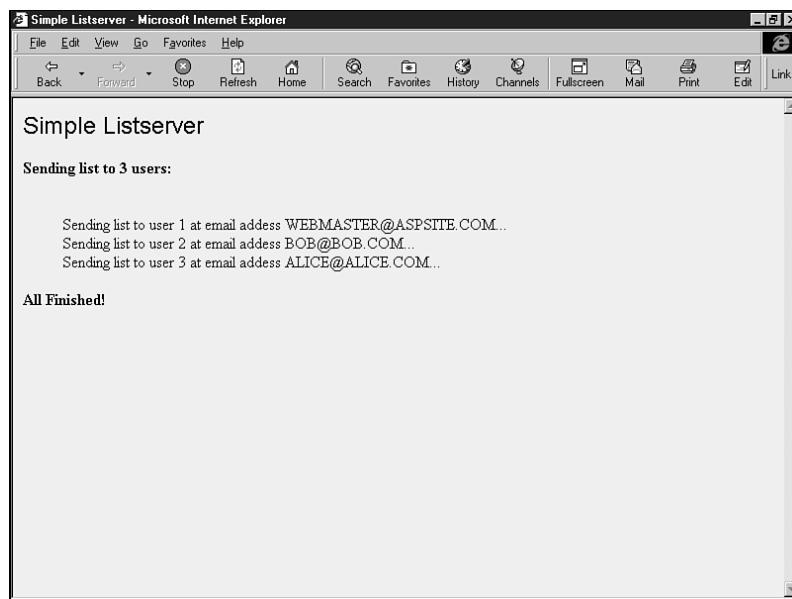 Simple Listserver - Microsoft Internet Explorer
File Edit View Go Favorites Help
Back Forward Stop Refresh Home Search Favorites History Channels Fullscreen Mail Print Edit Link
Simple Listserver
Sending list to 3 users:
Sending list to user 1 at email addess WEBMASTER@ASPSITE.COM...
Sending list to user 2 at email addess BOB@BOB.COM...
Sending list to user 3 at email addess ALICE@ALICE.COM...
All Finished!